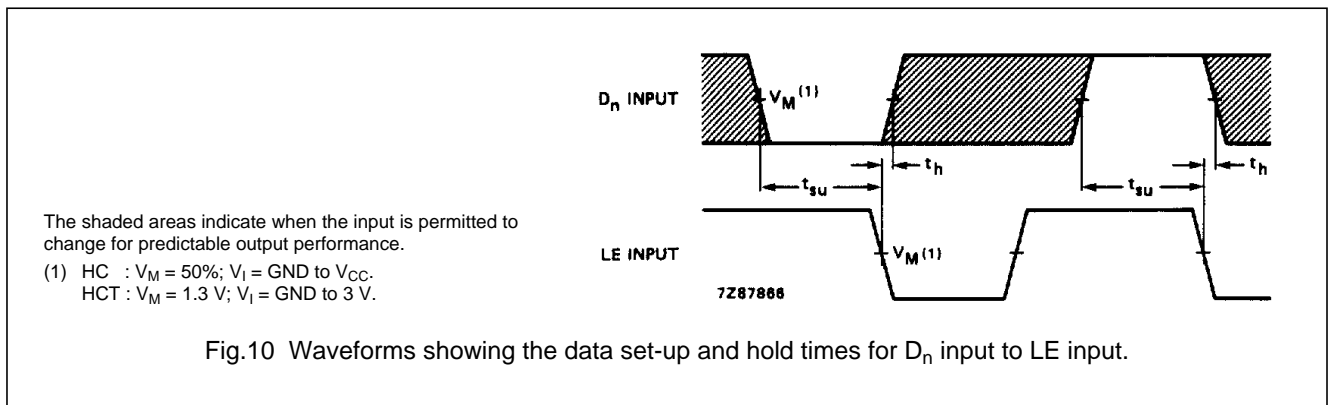 The shaded areas indicate when the input is permitted to
change for predictable output performance.
(1) HC : VM = 50%; VI = GND to VCC.
HCT : VM = 1.3 V; VI = GND to 3 V.
Dn INPUT
VM(1)
th
th
tsu
tsu
LE INPUT
VM(1)
7Z87866
Fig.10 Waveforms showing the data set-up and hold times for Dn input to LE input.